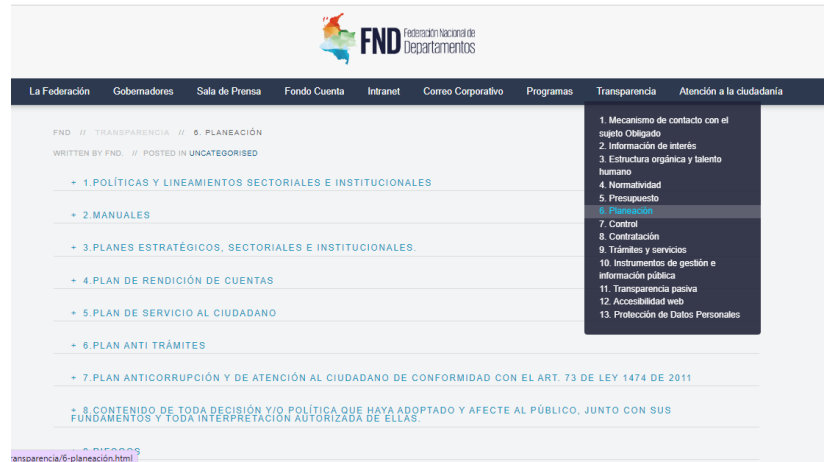 FND Federación Nacional de
Departamentos
La Federación Gobernadores Sala de Prensa Fondo Cuenta Intranet Correo Corporativo Programas Transparencia Atención a la ciudadanía
1. Mecanismo de contacto con el
sujeto Obligado
2. Información de interés
3. Estructura orgánica y talento
humano
4. Normatividad
5. Presupuesto
6. Planeación
7. Control
8. Contratación
9. Trámites y servicios
10. Instrumentos de gestión e
información pública
11. Transparencia pasiva
12. Accesibilidad
web
13. Protección de Datos Personales
FND // TRANSPARENCIA // 6. PLANEACIÓN
WRITTEN BY FND. // POSTED IN UNCATEGORISED
+ 1.POLÍTICAS Y LINEAMIENTOS SECTORIALES E INSTITUCIONALES
+ 2.MANUALES
+ 3.PLANES ESTRATÉGICOS, SECTORIALES E INSTITUCIONALES.
+ 4.PLAN DE RENDICIÓN DE CUENTAS
+ 5.PLAN DE SERVICIO AL CIUDADANO
+ 6.PLAN ANTI TRÁMITES
+ 7.PLAN ANTICORRUPCIÓN Y DE ATENCIÓN AL CIUDADANO DE CONFORMIDAD CON EL ART. 73 DE LEY 1474 DE 2011
+ 8.CONTENIDO DE TODA DECISIÓN Y/O POLÍTICA QUE HAYA ADOPTADO Y AFECTE AL PÚBLICO, JUNTO CON SUS
FUNDAMENTOS Y TODA INTERPRETACIÓN AUTORIZADA DE ELLAS.
+ 9.RIESGOS
ransparencia/6-planeación.html